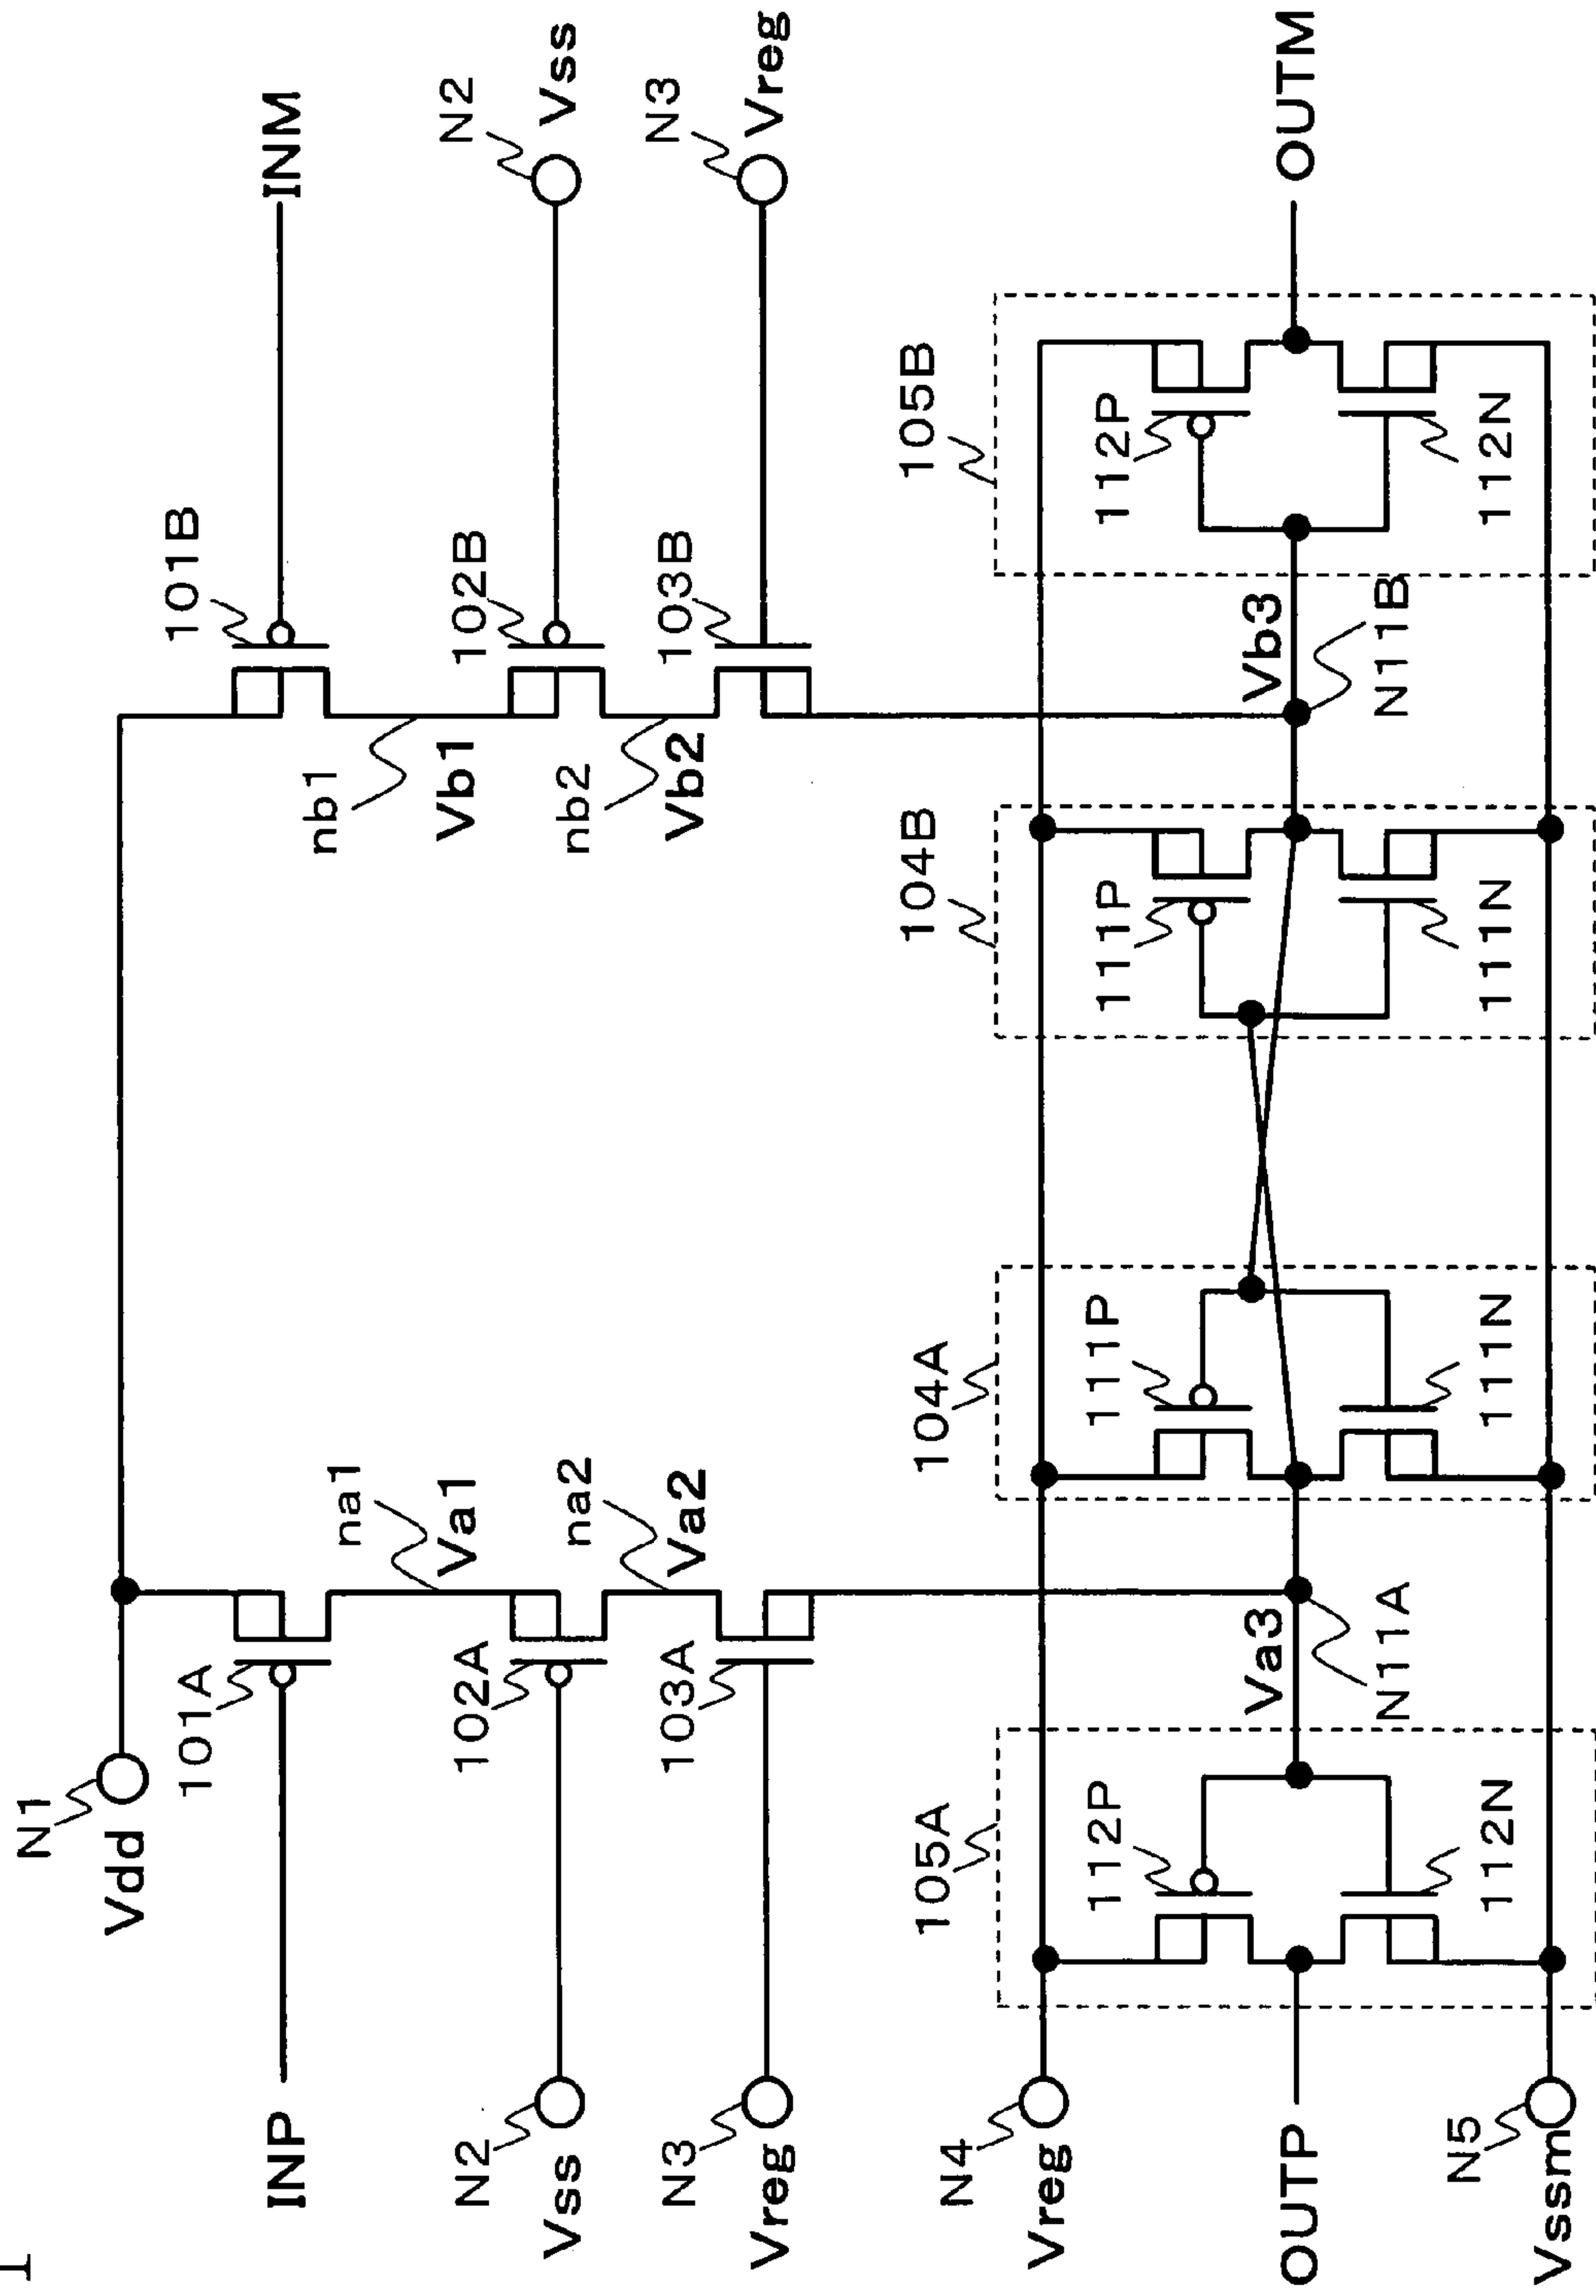 1
N1
Vdd
INP
101A
101B
INM
na1
nb1
N2
Vss
102A
Va1
Vb1
102B
N2
Vss
na2
nb2
N3
Vreg
103A
Va2
Vb2
103B
N3
Vreg
N4
Vreg
105A
104A
104B
105B
112P
111P
111P
112P
OUTP
Va3
Vb3
OUTM
N11A
N11B
112N
111N
111N
112N
N5
Vssm